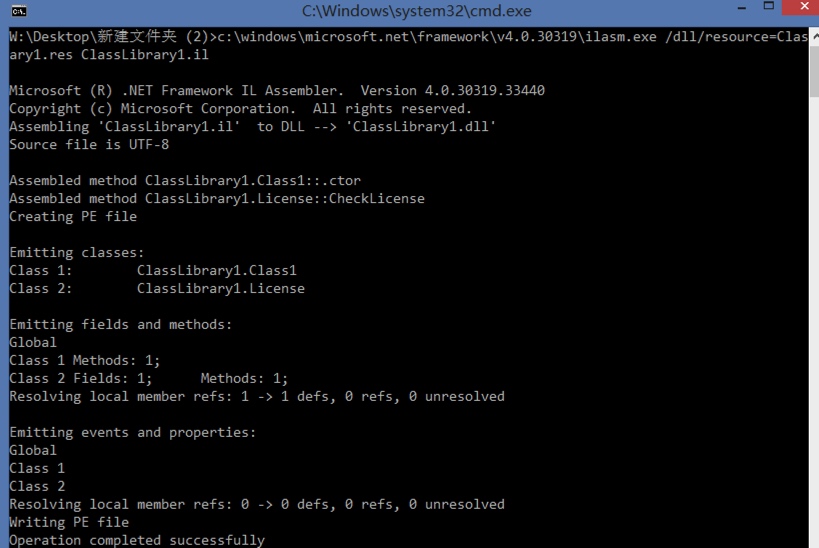 C:\Windows\system32\cmd.exe
W:\Desktop\新建文件夹 (2)>c:\windows\microsoft.net\framework\v4.0.30319\ilasm.exe /dll/resource=Clas
ary1.res ClassLibrary1.il
Microsoft (R) .NET Framework IL Assembler.  Version 4.0.30319.33440
Copyright (c) Microsoft Corporation.  All rights reserved.
Assembling 'ClassLibrary1.il'  to DLL --> 'ClassLibrary1.dll'
Source file is UTF-8
Assembled method ClassLibrary1.Class1::.ctor
Assembled method ClassLibrary1.License::CheckLicense
Creating PE file
Emitting classes:
Class 1:        ClassLibrary1.Class1
Class 2:        ClassLibrary1.License
Emitting fields and methods:
Global
Class 1 Methods: 1;
Class 2 Fields: 1;      Methods: 1;
Resolving local member refs: 1 -> 1 defs, 0 refs, 0 unresolved
Emitting events and properties:
Global
Class 1
Class 2
Resolving local member refs: 0 -> 0 defs, 0 refs, 0 unresolved
Writing PE file
Operation completed successfully